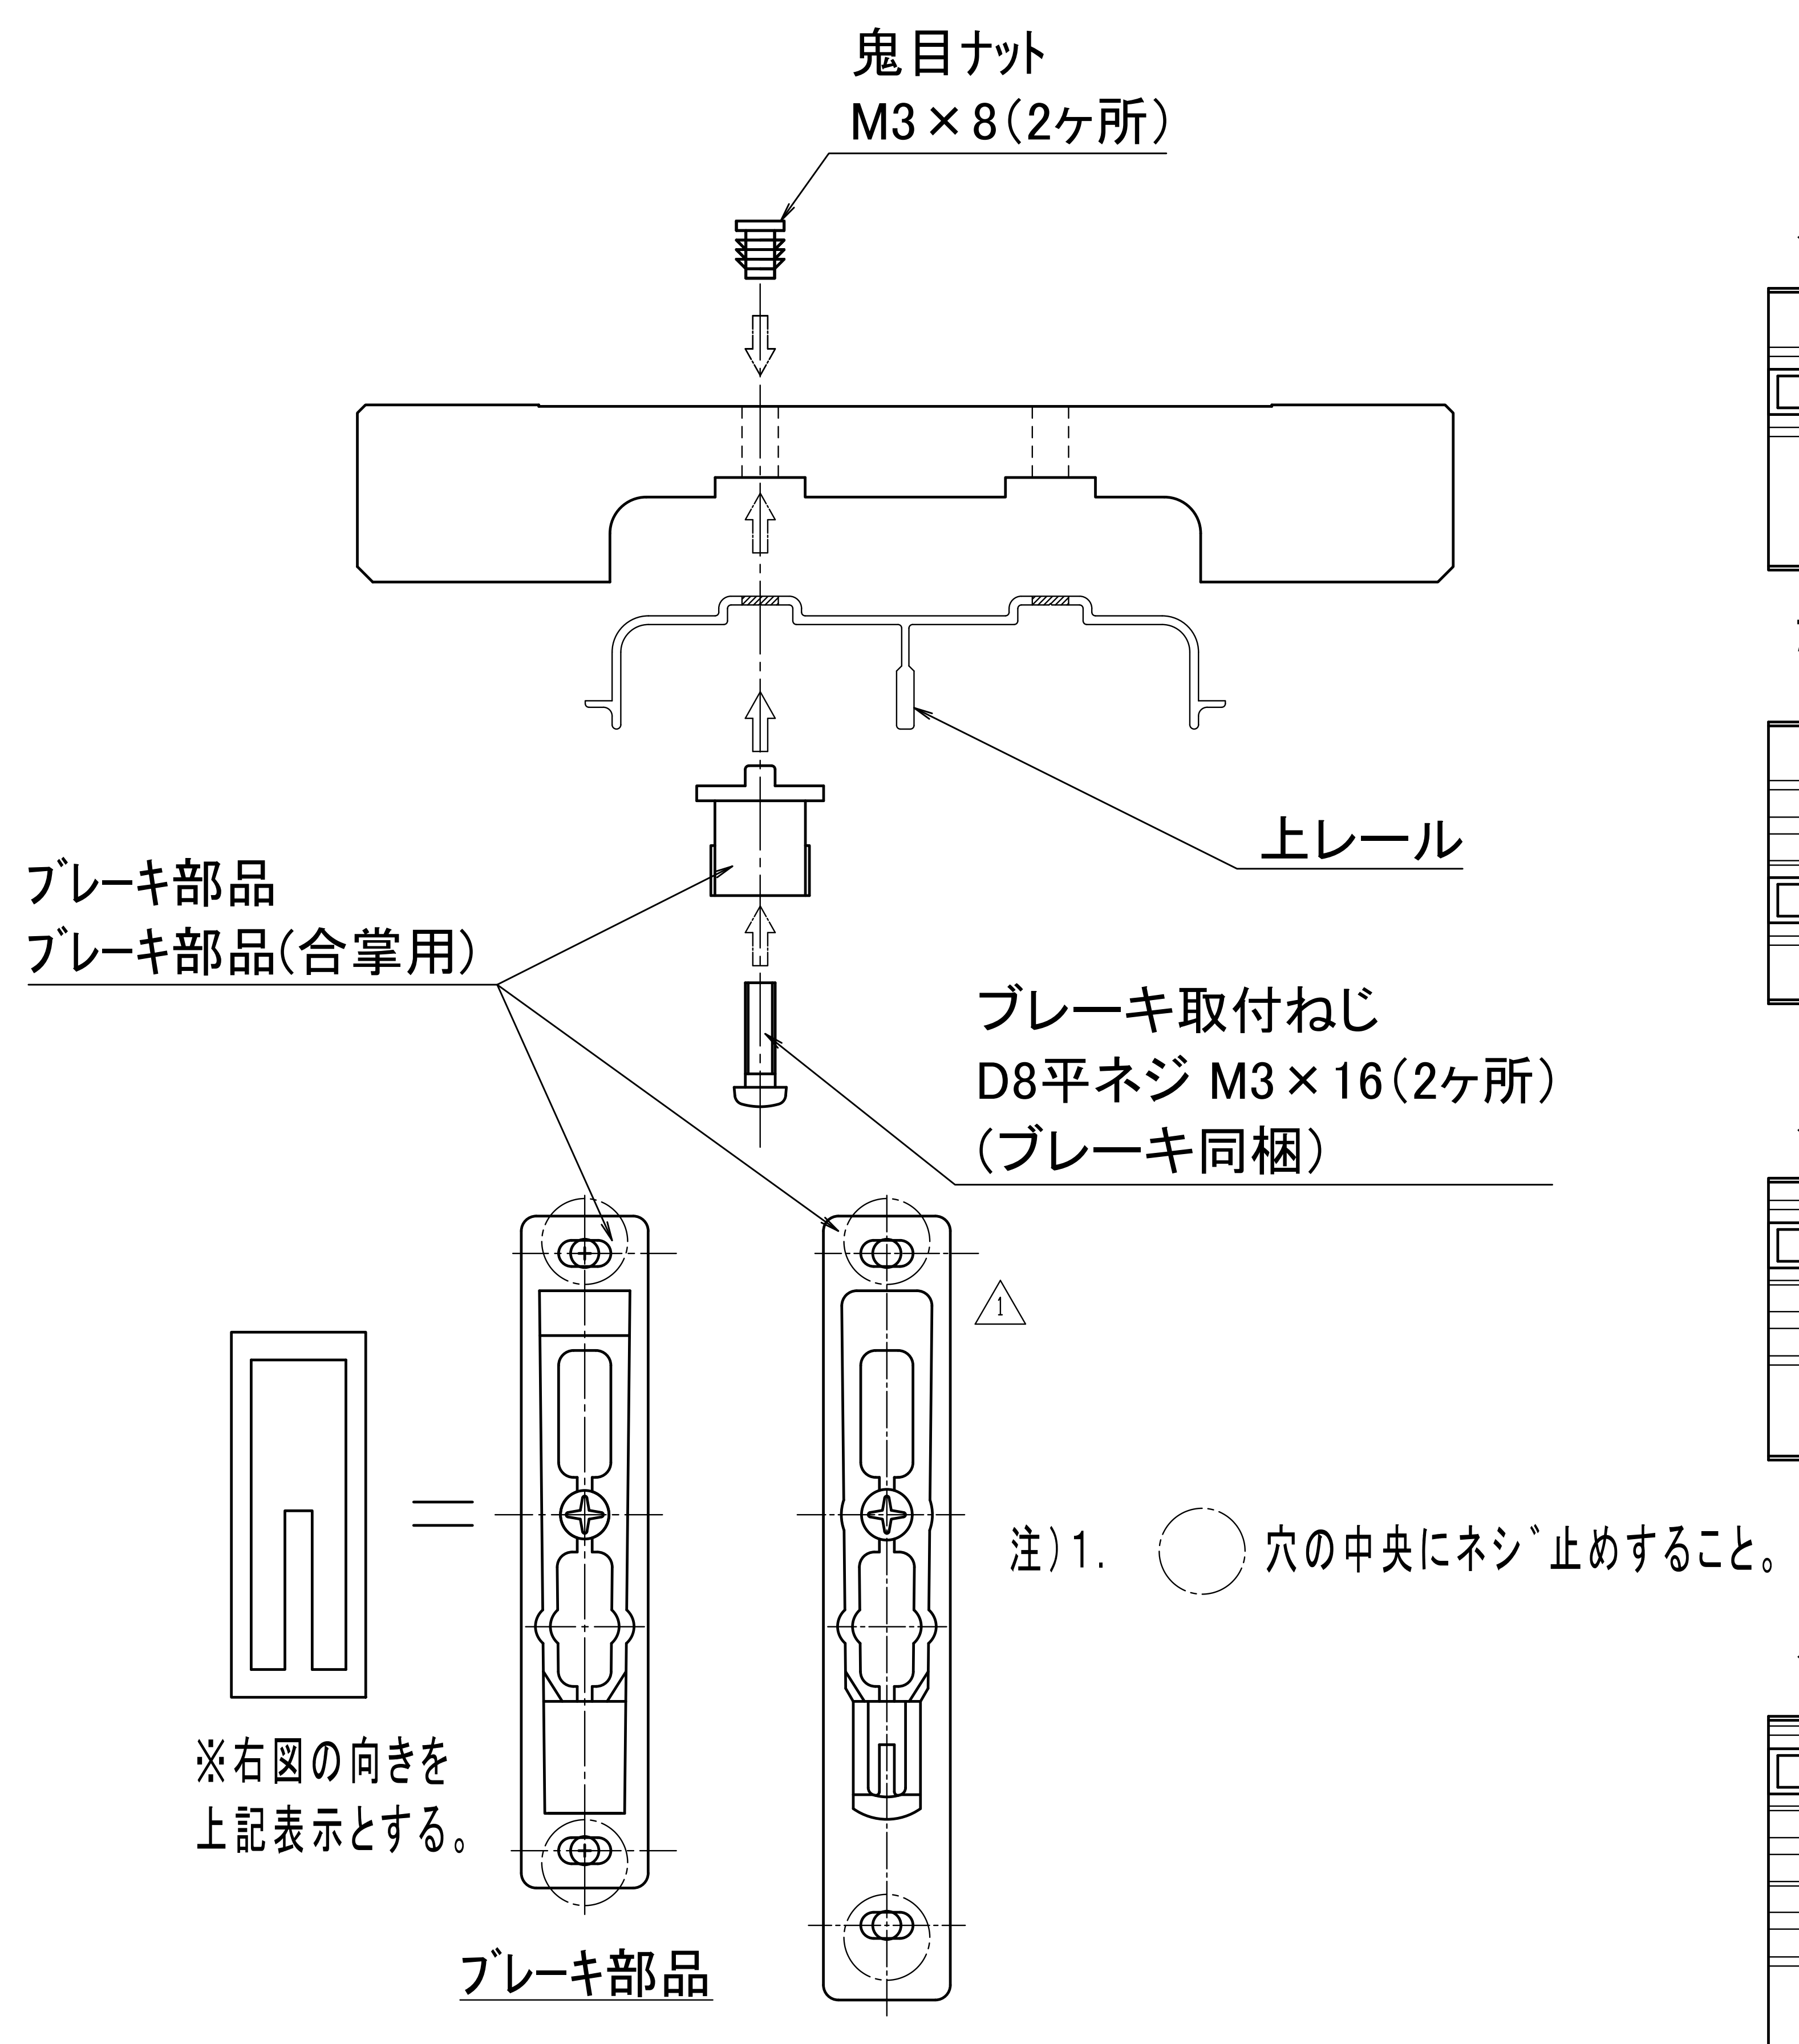 鬼目ナット
M3×8(2ヶ所)
上レール
ブレーキ部品
ブレーキ部品(合掌用)
ブレーキ取付ねじ
D8平ネジ M3×16(2ヶ所)
(ブレーキ同梱)
1
注)1. 穴の中央にネジ止めすること。
※右図の向きを
上記表示とする。
ブレーキ部品